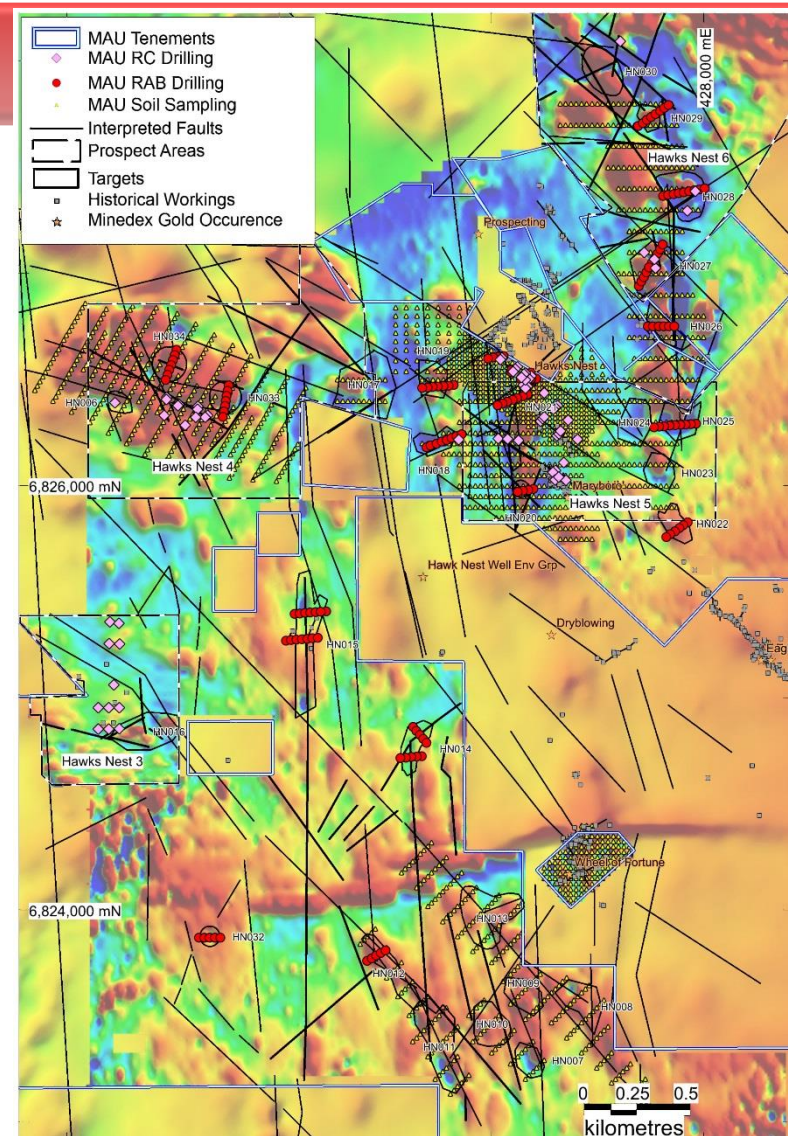 MAU Tenements
MAU RC Drilling
MAU RAB Drilling
MAU Soil Sampling
Interpreted Faults
Prospect Areas
Targets
Historical Workings
Minedex Gold Occurence
428,000 mE
HN030
HN029
Hawks Nest 6
HN028
Prospecting
HN027
HN026
HN034
HN019
Hawks Nest
HN017
HN033
HN006
HN021
HN024
HN025
Hawks Nest 4
HN018
HN023
6,826,000 mN
Maryboro'
Hawks Nest 5
HN020
HN022
Hawk Nest Well Env Grp
Dryblowing
HN015
Eag
HN016
HN014
Hawks Nest 3
Wheel of Fortune
6,824,000 mN
HN013
HN032
HN012
HN009
HN008
HN010
HN011
HN007
0 0.25 0.5
kilometres